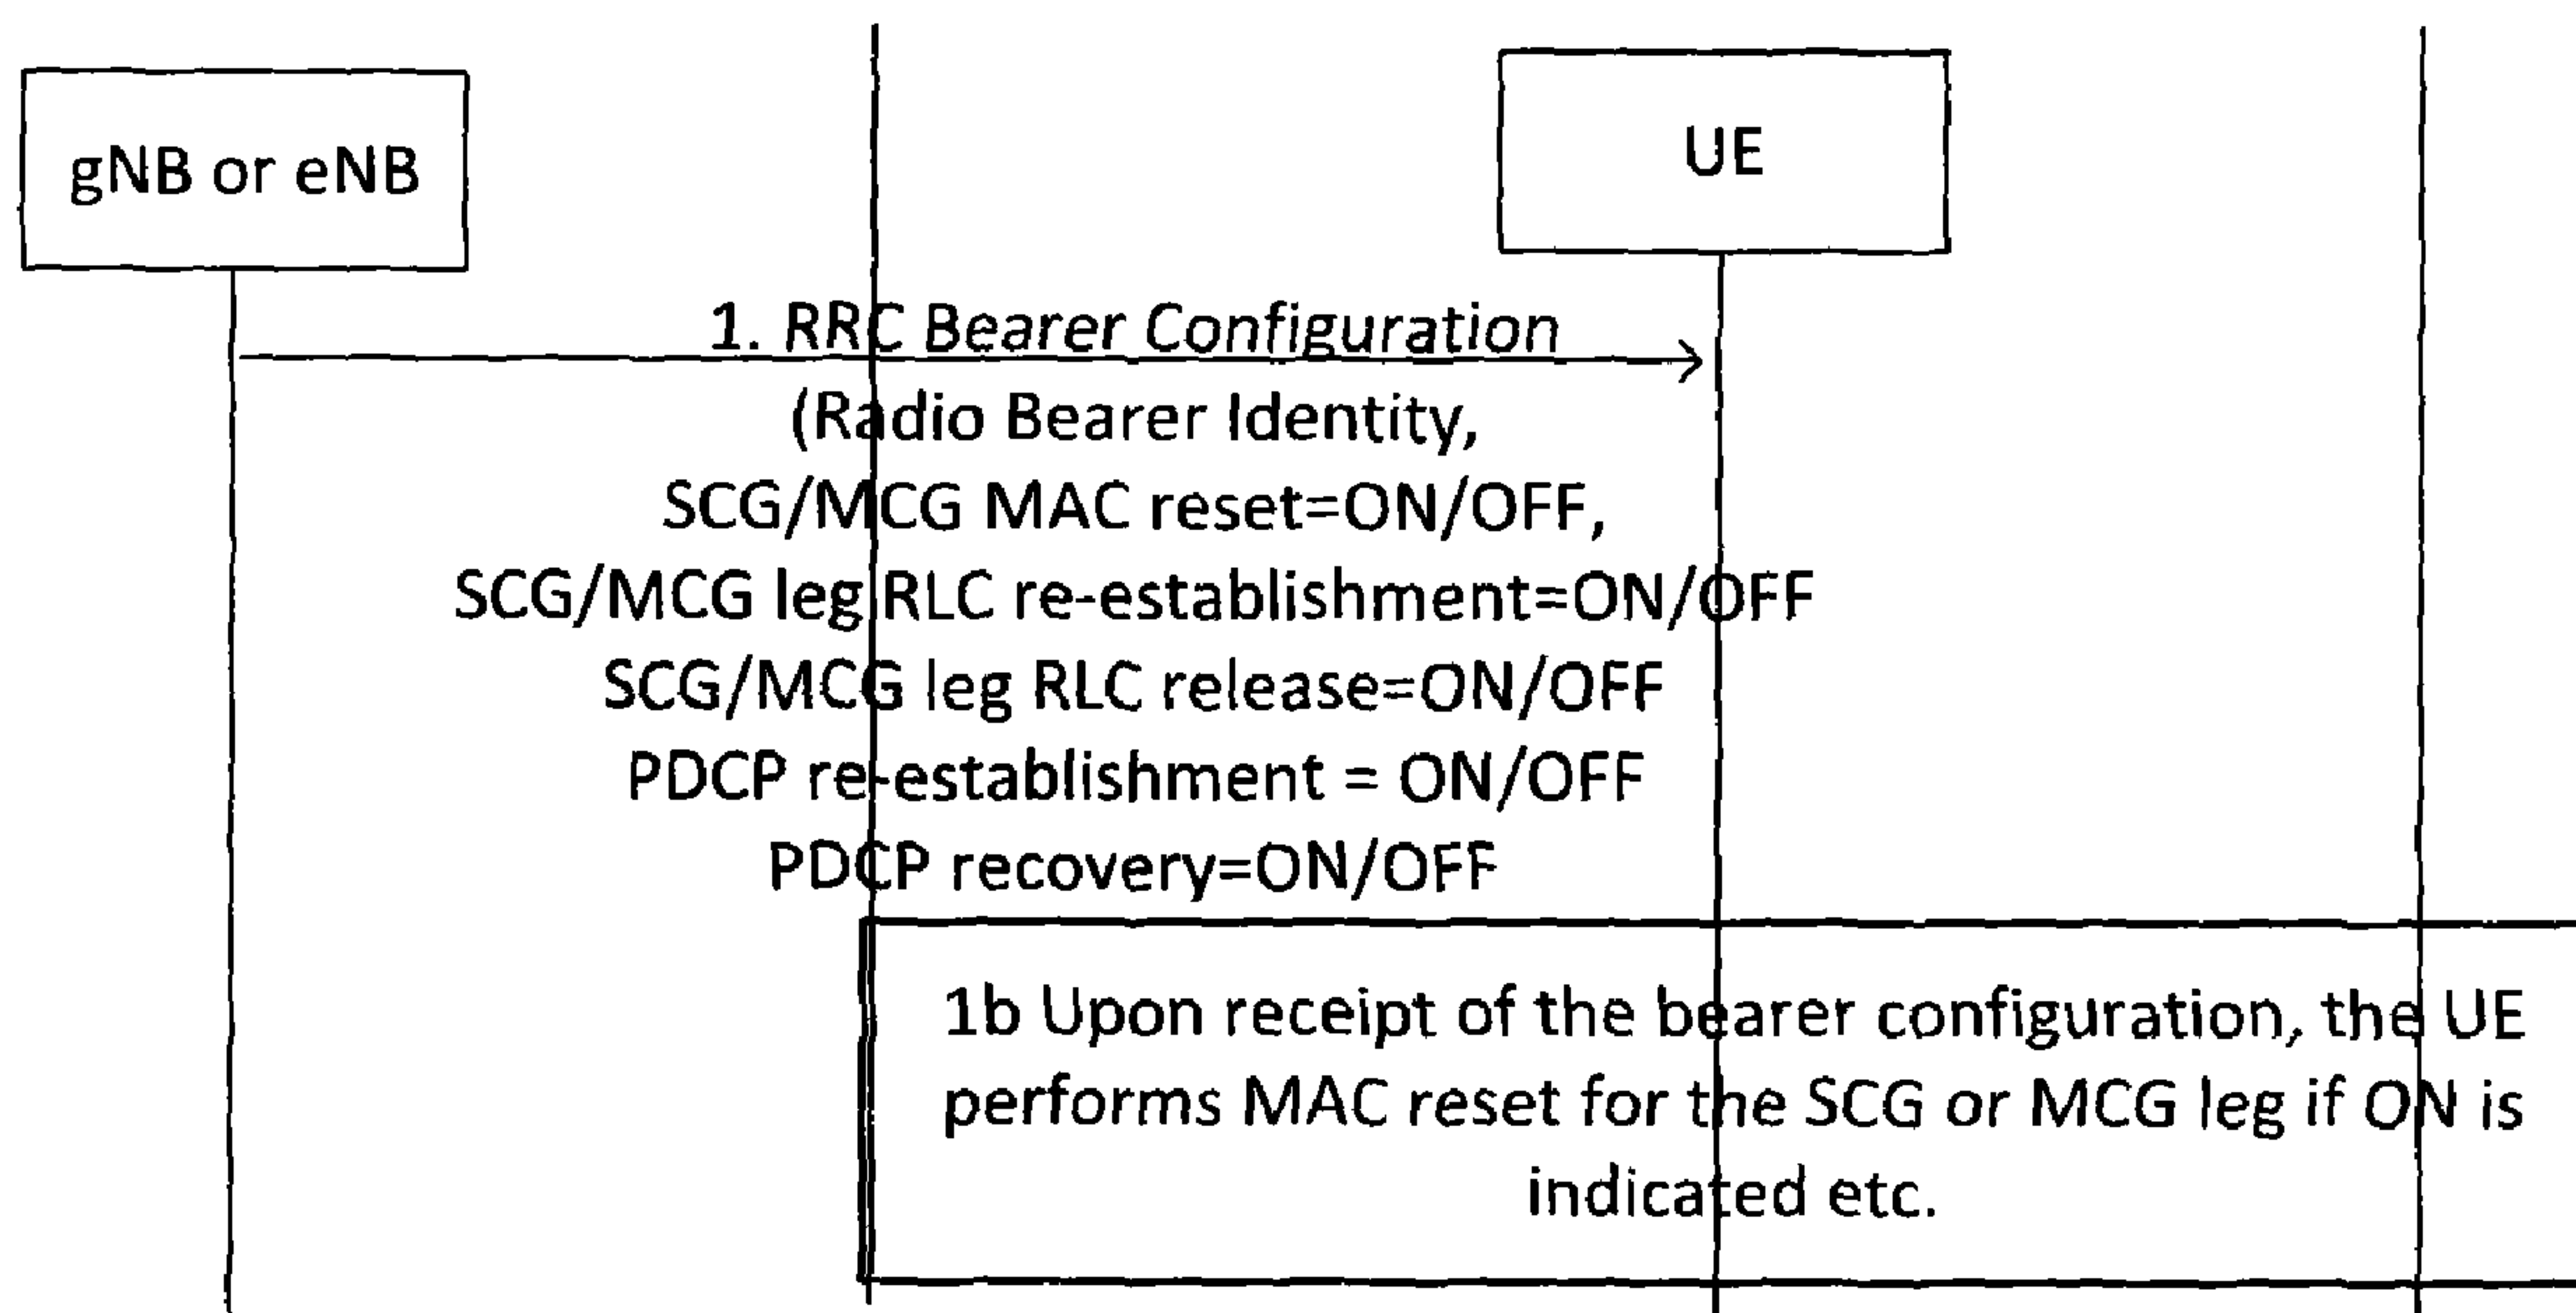 gNB or eNB
UE
1. RRC Bearer Configuration
(Radio Bearer Identity,
SCG/MCG MAC reset=ON/OFF,
SCG/MCG leg RLC re-establishment=ON/OFF
SCG/MCG leg RLC release=ON/OFF
PDCP re-establishment = ON/OFF
PDCP recovery=ON/OFF
1b Upon receipt of the bearer configuration, the UE
performs MAC reset for the SCG or MCG leg if ON is
indicated etc.